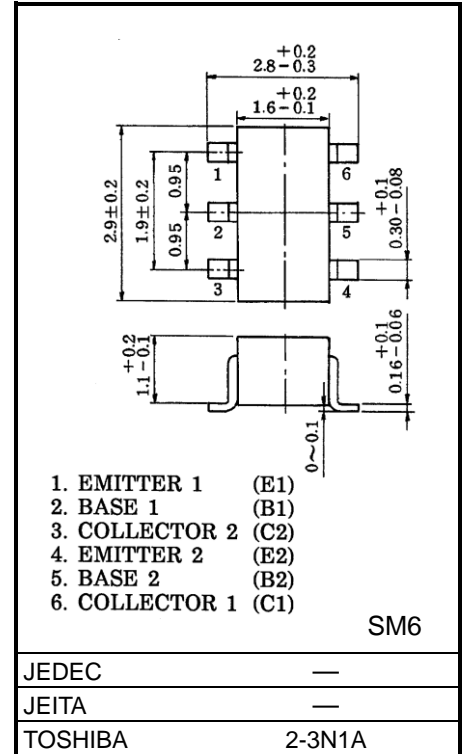 +0.2
2.8−0.3
+0.2
1.6−0.1
2.9±0.2
1.9±0.2
0.95
0.95
1
2
3
6
5
4
+0.1
0.30−0.08
+0.2
1.1−0.1
+0.1
0.16−0.06
0~0.1
1. EMITTER 1 (E1)
2. BASE 1 (B1)
3. COLLECTOR 2 (C2)
4. EMITTER 2 (E2)
5. BASE 2 (B2)
6. COLLECTOR 1 (C1)
SM6
JEDEC —
JEITA —
TOSHIBA 2-3N1A